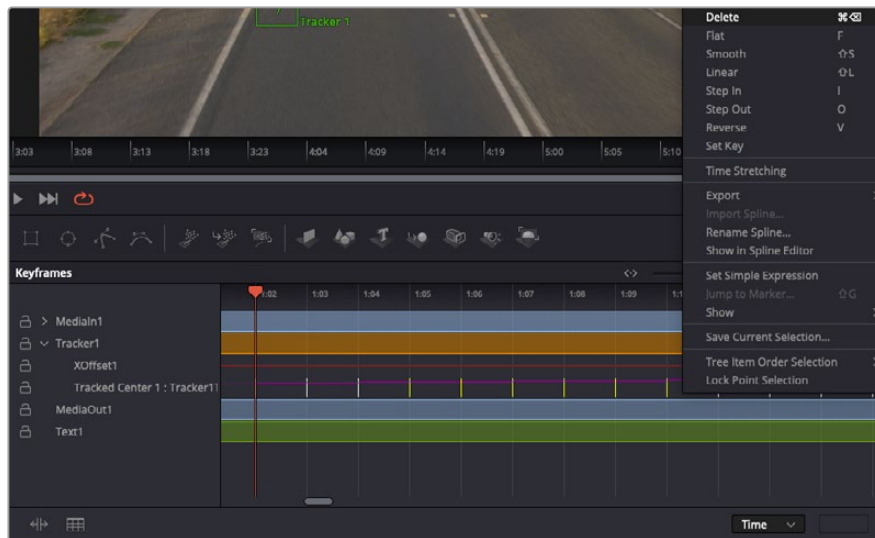 Tracker 1
Delete ⌘⌫
Flat F
Smooth ⇧S
Linear ⇧L
Step In I
Step Out O
Reverse V
Set Key
Time Stretching
Export
Import Spline...
Rename Spline...
Show in Spline Editor
Set Simple Expression
Jump to Marker... ⇧G
Show
Save Current Selection...
Tree Item Order Selection
Lock Point Selection
3:03 3:08 3:13 3:18 3:23 4:04 4:09 4:14 4:19 5:00 5:05 5:10
Keyframes
1:02 1:03 1:04 1:05 1:06 1:07 1:08 1:09
MediaIn1
Tracker1
XOffset1
Tracked Center 1 : Tracker1
MediaOut1
Text1
Time